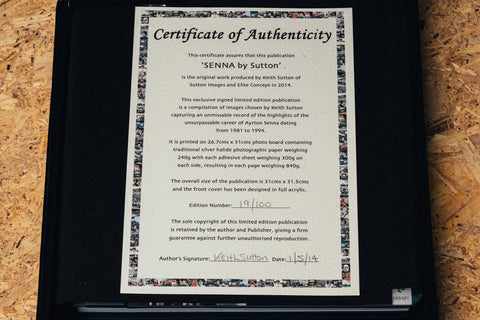 Certificate of Authenticity
This certificate assures that this publication
'SENNA by Sutton'.
is the original work produced by Keith Sutton of
Sutton Images and Elite Concept in 2014.
This exclusive signed limited edition publication
is a compilation of images chosen by Keith Sutton
capturing an unmissable record of the highlights of the
unsurpassable career of Ayrton Senna dating
from 1981 to 1994.
It is printed on 26.7cms x 31cms photo board containing
traditional silver halide photographic paper weighing
240g with each adhesive sheet weighing 300g on
each side, resulting in each page weighing 840g.
The overall size of the publication is 31cms x 31.5cms
and the front cover has been designed in full acrylic.
Edition Number: 19/100
The sole copyright of this limited edition publication
is retained by the author and Publisher, giving a firm
guarantee against further unauthorised reproduction.
Author's Signature: Keith Sutton Date: 1/5/14